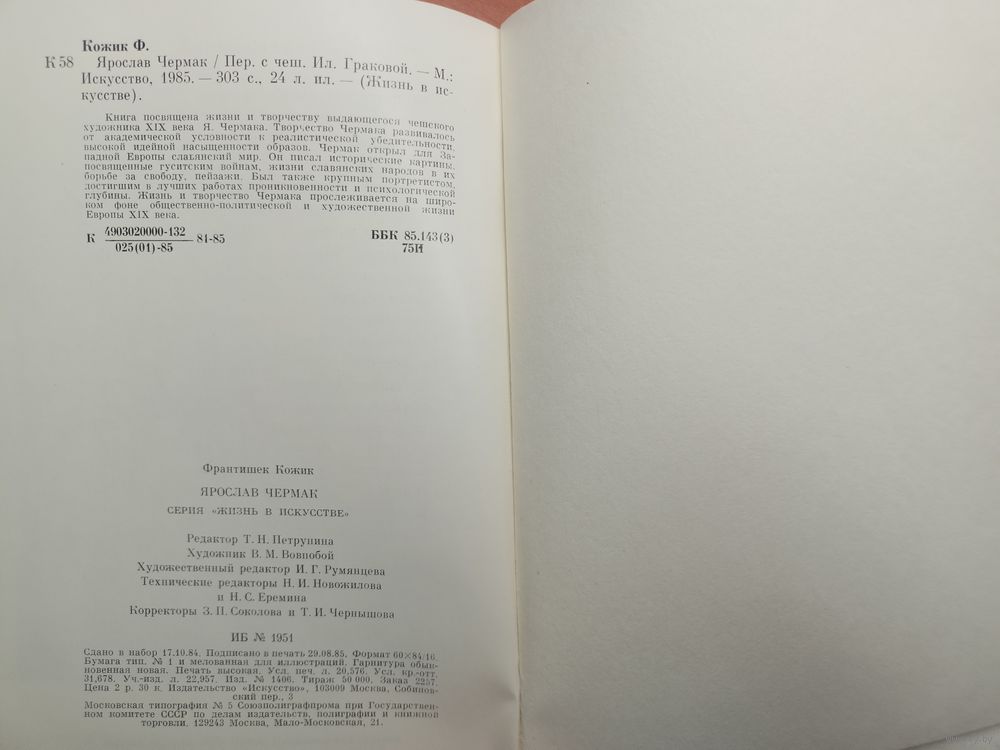 Кожик Ф.
К 58 Ярослав Чермак / Пер. с чеш. Ил. Граковой. — М.:
Искусство, 1985. — 303 с., 24 л. ил. — (Жизнь в ис-
кусстве).
Книга посвящена жизни и творчеству выдающегося чешского
художника XIX века Я. Чермака. Творчество Чермака развивалось
от академической условности к реалистической убедительности,
высокой идейной насыщенности образов. Чермак открыл для За-
падной Европы славянский мир. Он писал исторические картины,
посвященные гуситским войнам, жизни славянских народов в их
борьбе за свободу, пейзажи. Был также крупным портретистом,
достигшим в лучших работах проникновенности и психологической
глубины. Жизнь и творчество Чермака прослеживается на широ-
ком фоне общественно-политической и художественной жизни
Европы XIX века.
К 4903020000-132 81-85 ББК 85.143(3)
025(01)-85 75И
Франтишек Кожик
ЯРОСЛАВ ЧЕРМАК
СЕРИЯ «ЖИЗНЬ В ИСКУССТВЕ»
Редактор Т. Н. Петрунина
Художник В. М. Вовнобой
Художественный редактор И. Г. Румянцева
Технические редакторы Н. И. Новожилова
и Н. С. Еремина
Корректоры З. П. Соколова и Т. И. Чернышова
ИБ № 1951
Сдано в набор 17.10.84. Подписано в печать 29.08.85. Формат 60×84/16.
Бумага тип. № 1 и мелованная для иллюстраций. Гарнитура обык-
новенная новая. Печать высокая. Усл. печ. л. 20,576. Усл. кр.-отт.
31,678. Уч.-изд. л. 22,957. Изд. № 1406. Тираж 50 000. Заказ 2257.
Цена 2 р. 30 к. Издательство «Искусство», 103009 Москва, Собинов-
ский пер., 3
Московская типография № 5 Союзполиграфпрома при Государствен-
ном комитете СССР по делам издательств, полиграфии и книжной
торговли. 129243 Москва, Мало-Московская, 21.